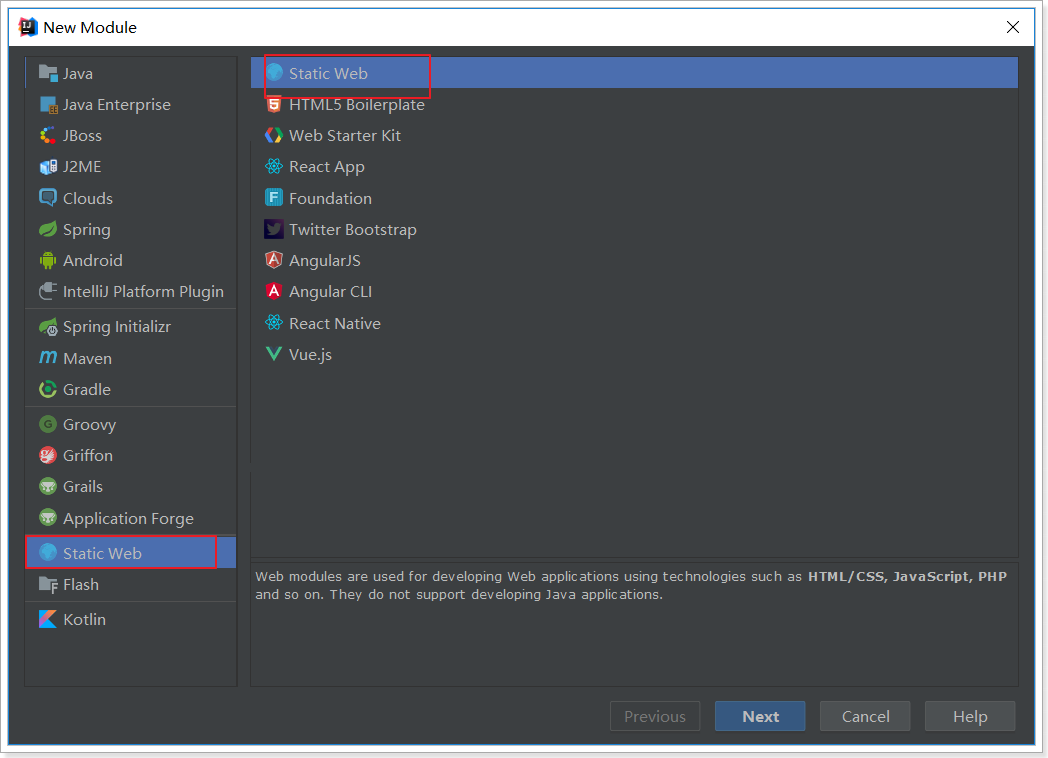 New Module
Java
Java Enterprise
JBoss
J2ME
Clouds
Spring
Android
IntelliJ Platform Plugin
Spring Initializr
Maven
Gradle
Groovy
Griffon
Grails
Application Forge
Static Web
Flash
Kotlin
Static Web
HTML5 Boilerplate
Web Starter Kit
React App
Foundation
Twitter Bootstrap
AngularJS
Angular CLI
React Native
Vue.js
Web modules are used for developing Web applications using technologies such as HTML/CSS, JavaScript, PHP
and so on. They do not support developing Java applications.
Previous
Next
Cancel
Help